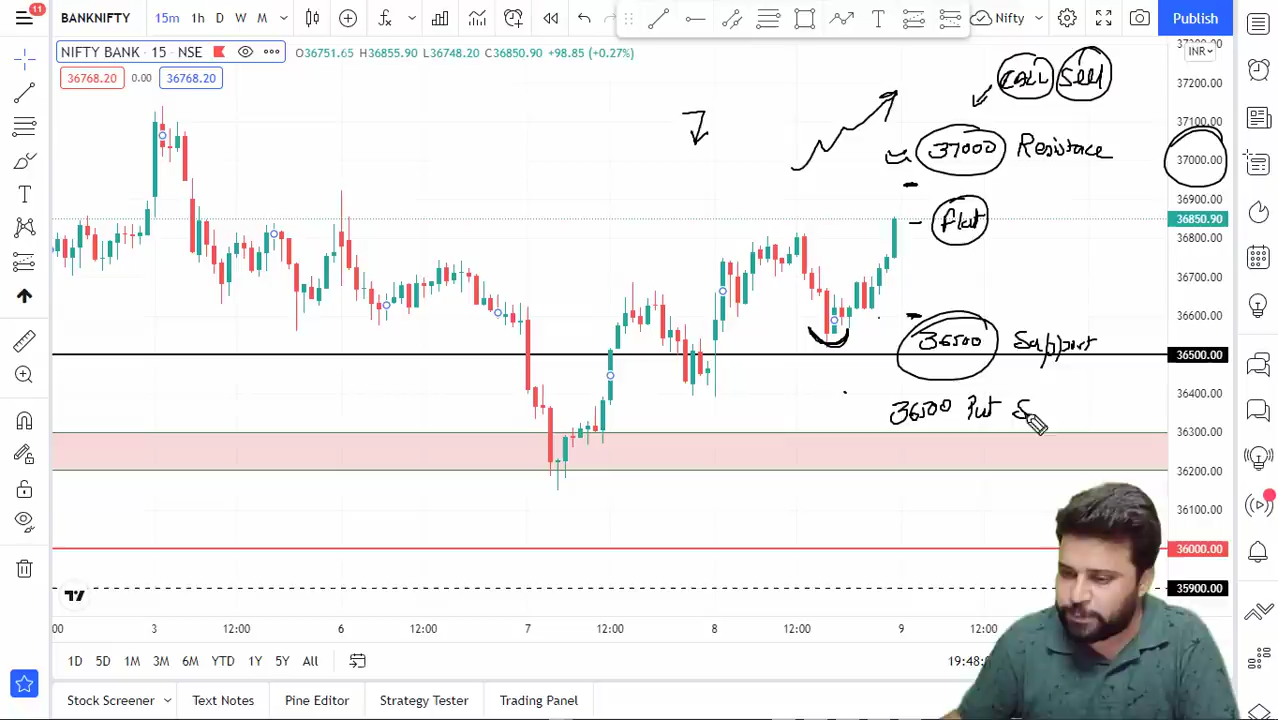 11
15m 1h D W M Nifty Publish
NIFTY BANK · 15 · NSE O36751.65 H36855.90 L36748.20 C36850.90 +98.85 (+0.27%)
36768.20 0.00 36768.20
INR
CALL Sell
37000 Resistace
Flat
36500 Support
36500 Put S
37300.00
37200.00
37100.00
37000.00
36900.00
36850.90
36800.00
36700.00
36600.00
36500.00
36400.00
36300.00
36200.00
36100.00
36000.00
35900.00
:00 3 12:00 6 12:00 7 12:00 8 12:00 9 12:00
1D 5D 1M 3M 6M YTD 1Y 5Y All
Stock Screener Text Notes Pine Editor Strategy Tester Trading Panel